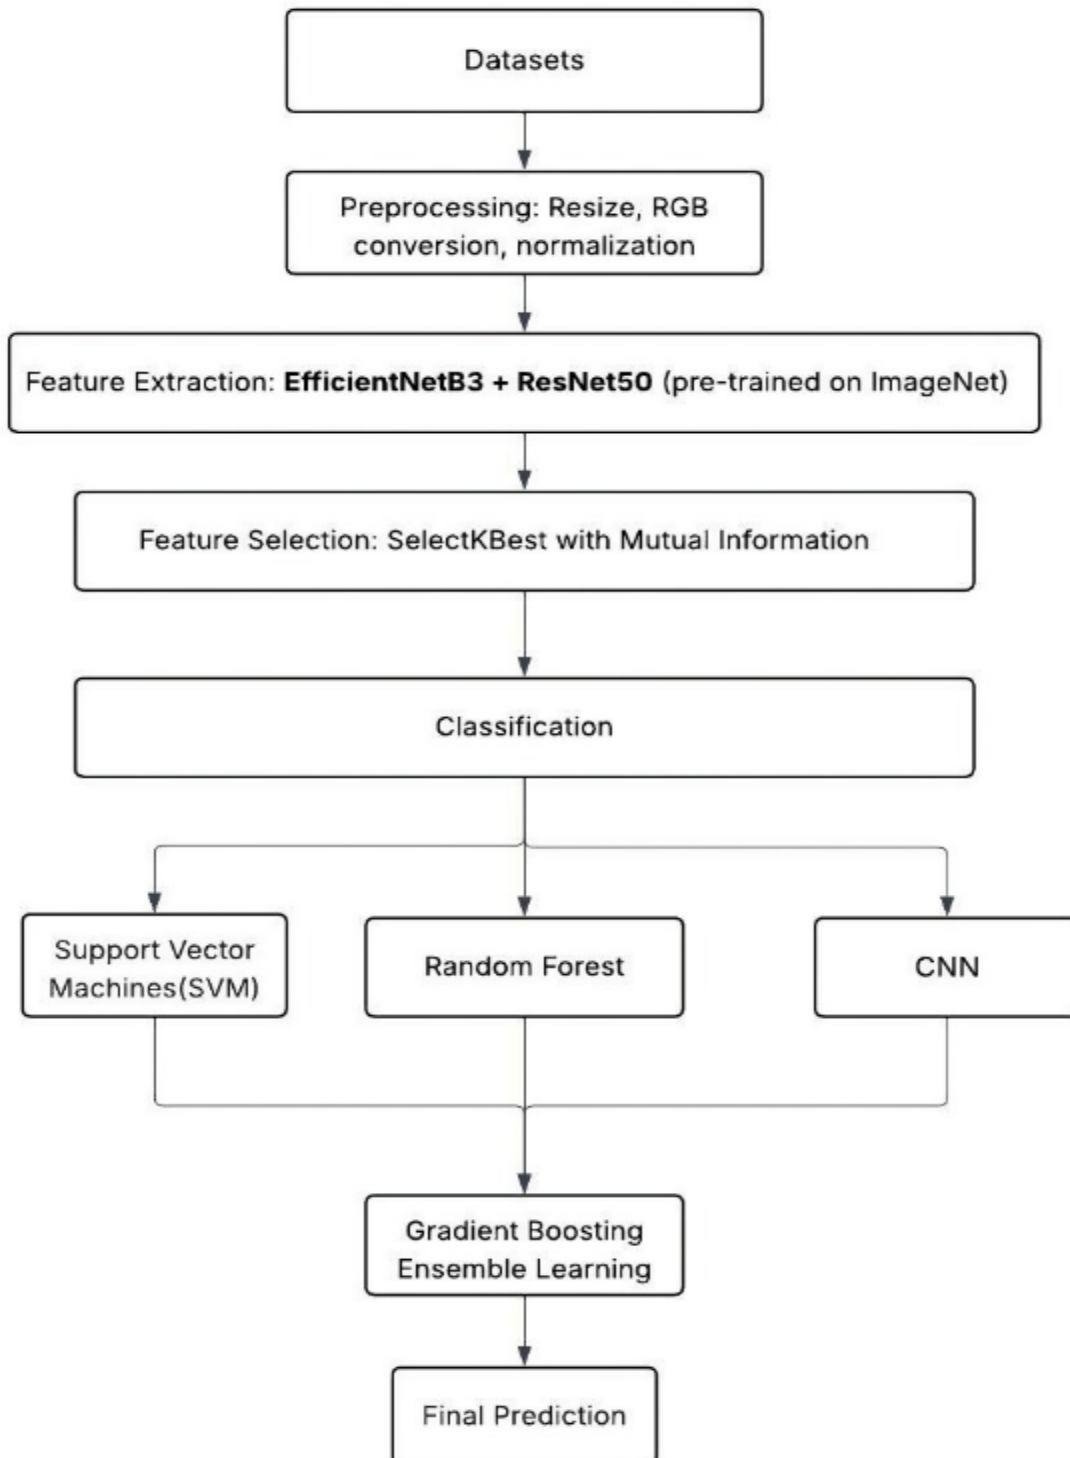 Datasets
Preprocessing: Resize, RGB
conversion, normalization
Feature Extraction: EfficientNetB3 + ResNet50 (pre-trained on ImageNet)
Feature Selection: SelectKBest with Mutual Information
Classification
Support Vector
Machines(SVM)
Random Forest
CNN
Gradient Boosting
Ensemble Learning
Final Prediction